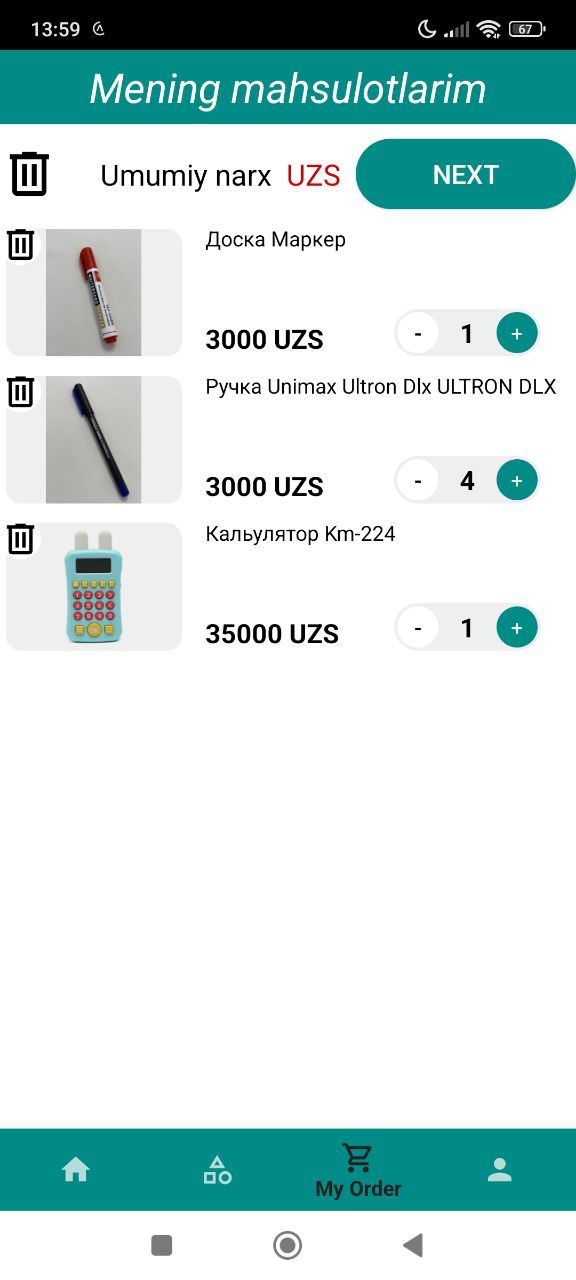 13:59
67
Mening mahsulotlarim
Umumiy narx UZS NEXT
Доска Маркер
3000 UZS - 1 +
Ручка Unimax Ultron Dlx ULTRON DLX
3000 UZS - 4 +
Кальулятор Km-224
35000 UZS - 1 +
My Order